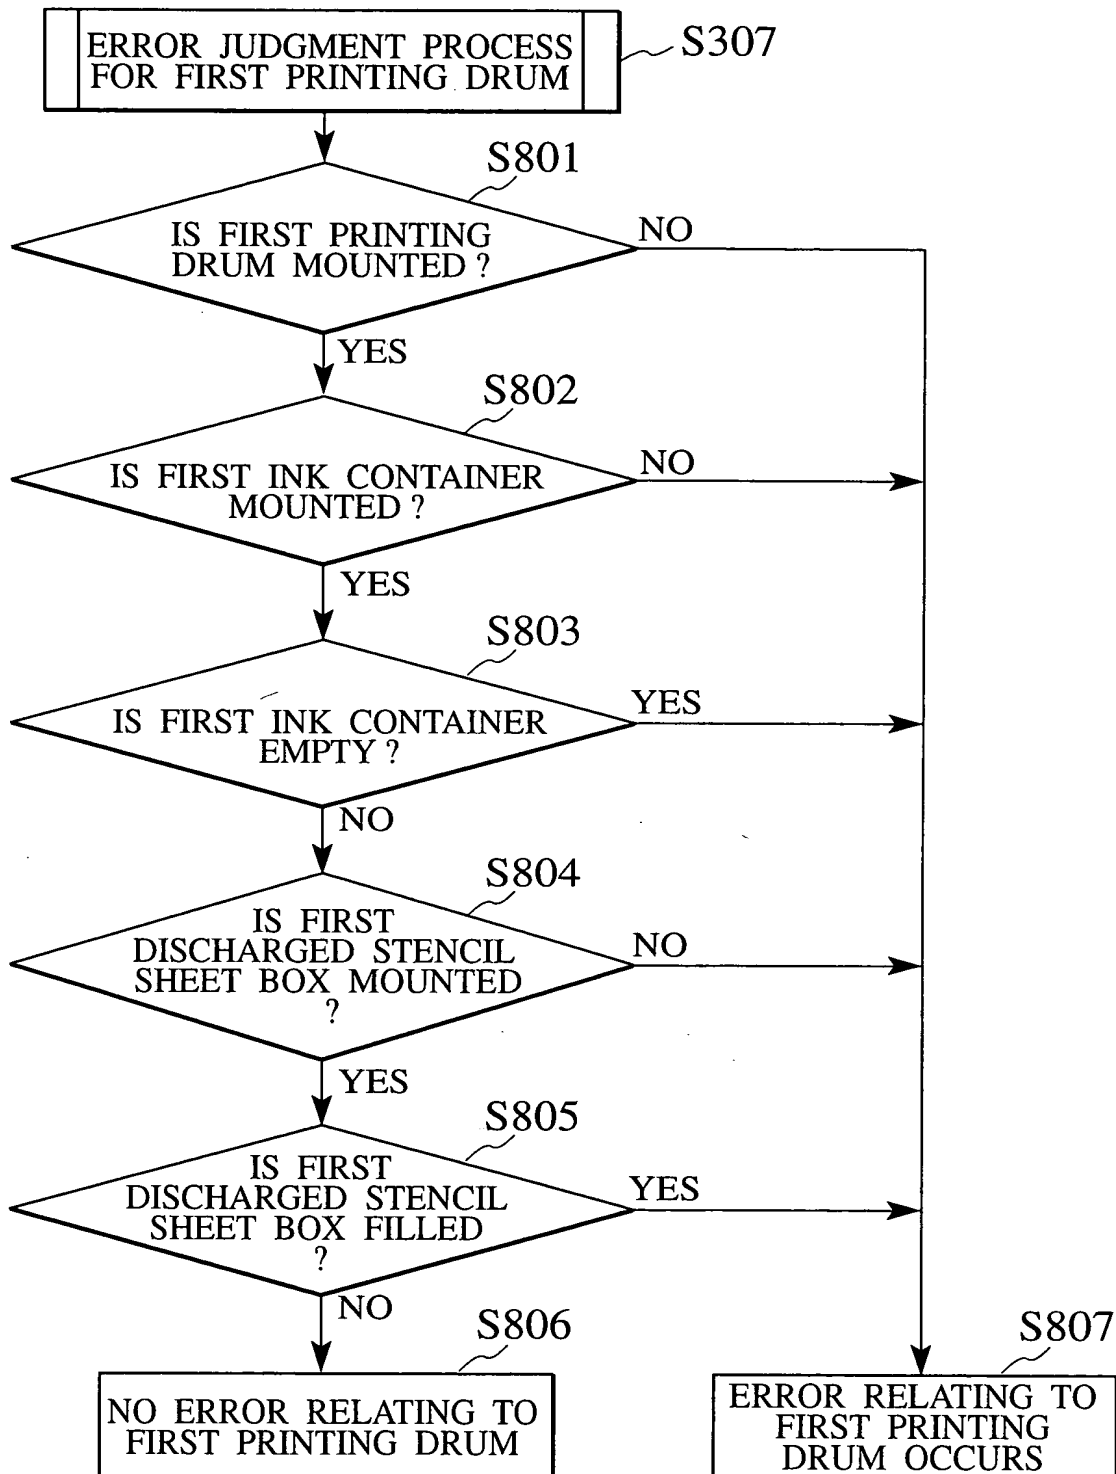 ERROR JUDGMENT PROCESS
FOR FIRST PRINTING DRUM
S307
S801
IS FIRST PRINTING
DRUM MOUNTED ?
NO
YES
S802
IS FIRST INK CONTAINER
MOUNTED ?
NO
YES
S803
IS FIRST INK CONTAINER
EMPTY ?
YES
NO
S804
IS FIRST
DISCHARGED STENCIL
SHEET BOX MOUNTED
?
NO
YES
S805
IS FIRST
DISCHARGED STENCIL
SHEET BOX FILLED
?
YES
NO
S806
NO ERROR RELATING TO
FIRST PRINTING DRUM
S807
ERROR RELATING TO
FIRST PRINTING
DRUM OCCURS